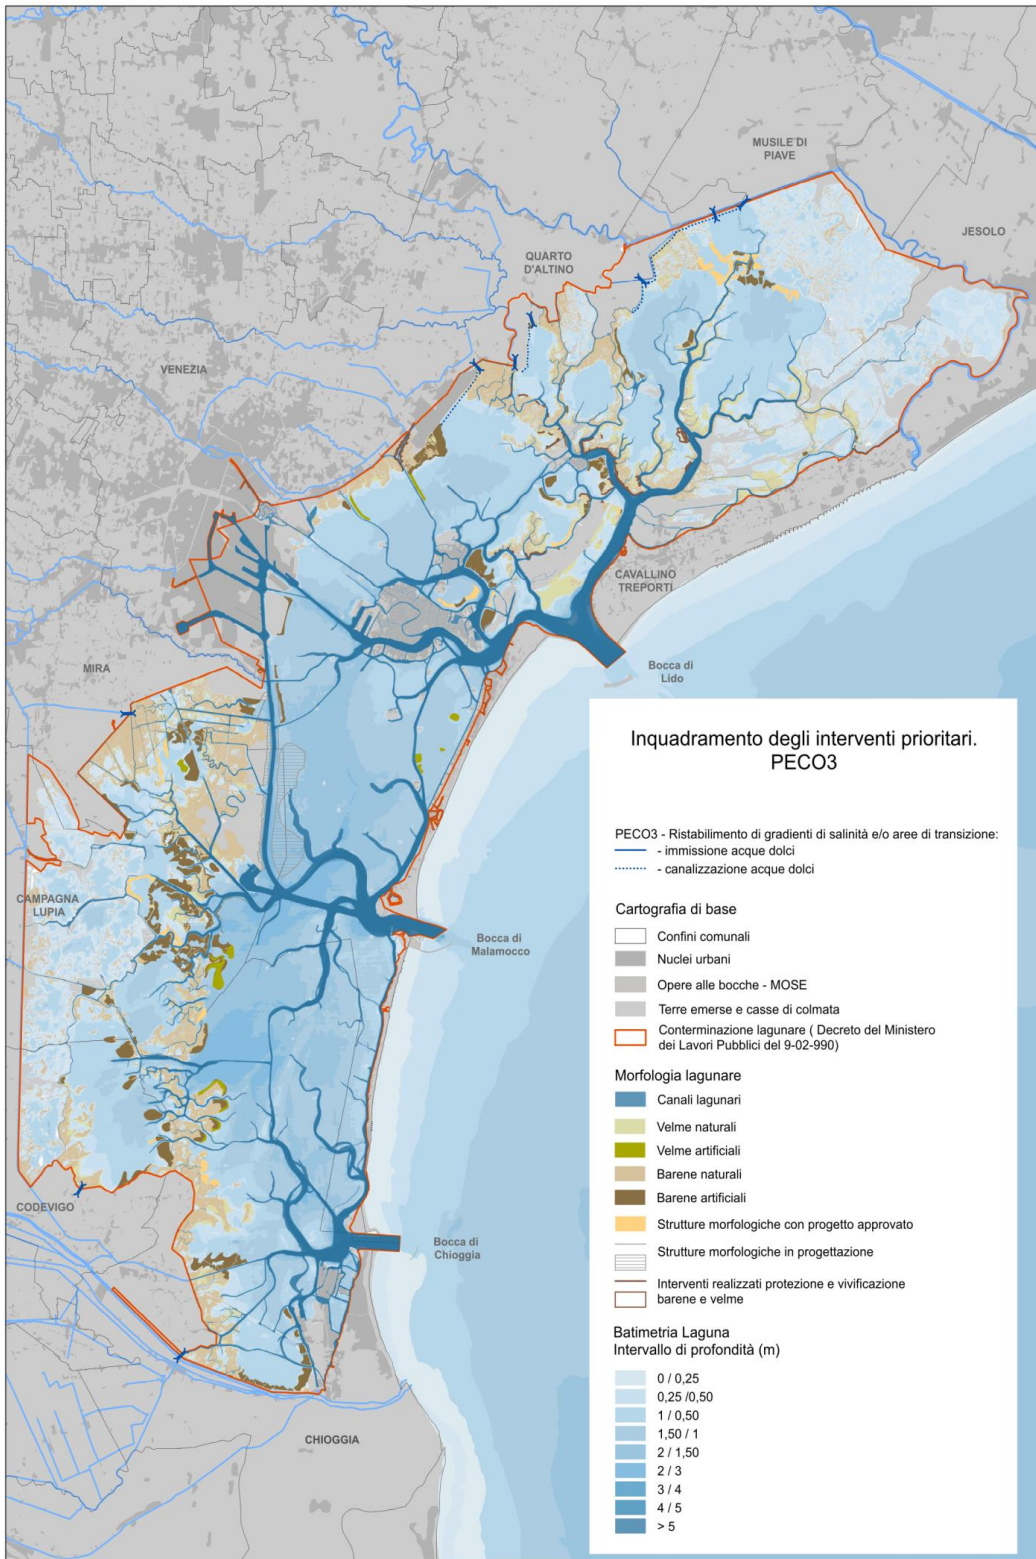 MUSILE DI
PIAVE
JESOLO
QUARTO
D'ALTINO
VENEZIA
CAVALLINO
TREPORTI
MIRA
Bocca di
Lido
CAMPAGNA
LUPIA
Bocca di
Malamocco
CODEVIGO
Bocca di
Chioggia
CHIOGGIA
Inquadramento degli interventi prioritari.
PECO3
PECO3 - Ristabilimento di gradienti di salinità e/o aree di transizione:
- immissione acque dolci
- canalizzazione acque dolci
Cartografia di base
Confini comunali
Nuclei urbani
Opere alle bocche - MOSE
Terre emerse e casse di colmata
Conterminazione lagunare ( Decreto del Ministero
dei Lavori Pubblici del 9-02-990)
Morfologia lagunare
Canali lagunari
Velme naturali
Velme artificiali
Barene naturali
Barene artificiali
Strutture morfologiche con progetto approvato
Strutture morfologiche in progettazione
Interventi realizzati protezione e vivificazione
barene e velme
Batimetria Laguna
Intervallo di profondità (m)
0 / 0,25
0,25 /0,50
1 / 0,50
1,50 / 1
2 / 1,50
2 / 3
3 / 4
4 / 5
> 5